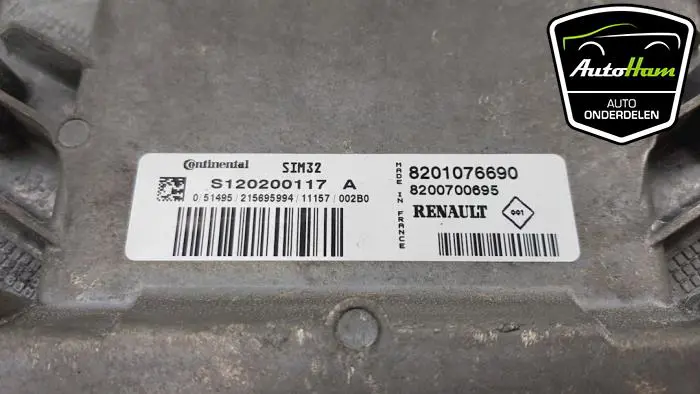 AutoHam
AUTO
ONDERDELEN
Continental SIM32
S120200117 A
0/51495/215695994/11157/002B0
MADE IN FRANCE
8201076690
8200700695
RENAULT 001